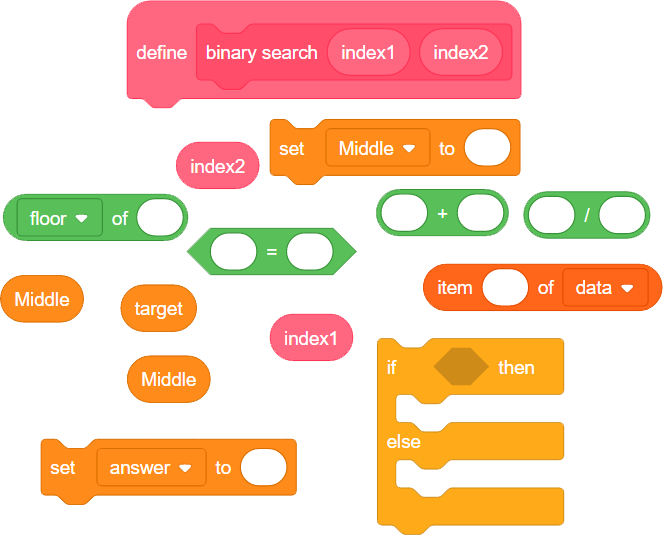 define binary search index1 index2
set Middle to
index2
floor of
+
/
=
item of data
Middle
target
index1
if then
Middle
else
set answer to